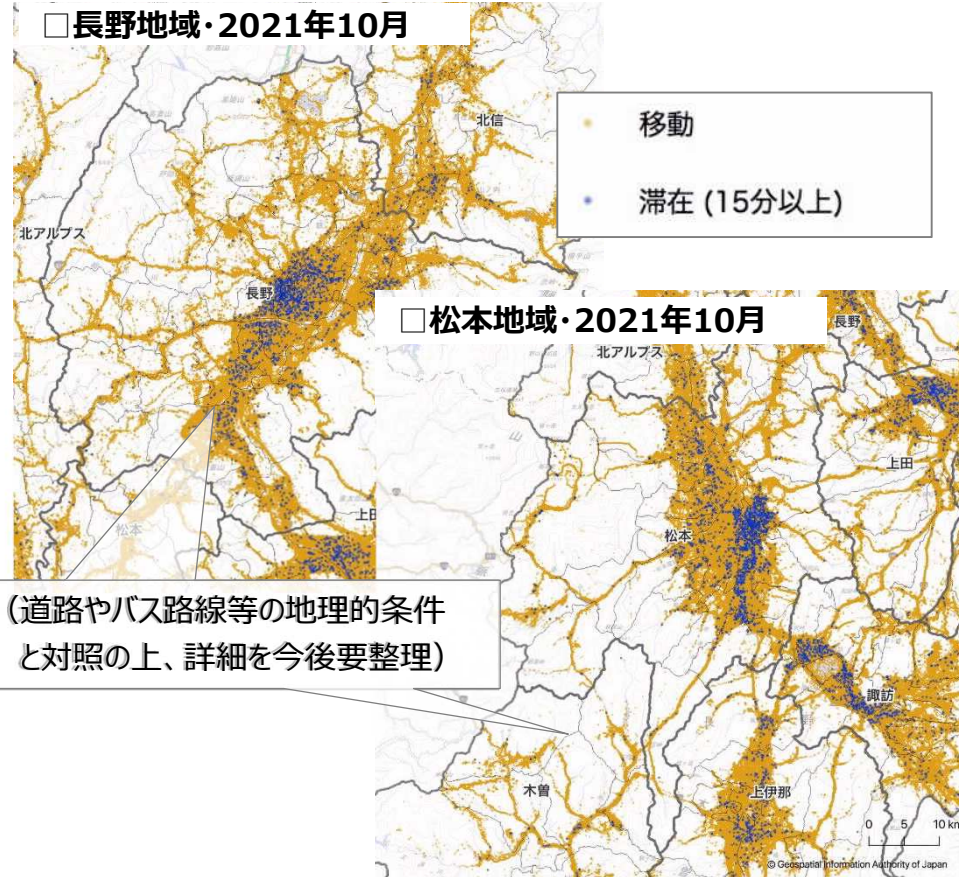 □長野地域・2021年10月
北信
移動
滞在 (15分以上)
北アルプス
長野
□松本地域・2021年10月
長野
北アルプス
上田
上田
松本
松本
（道路やバス路線等の地理的条件
と対照の上、詳細を今後要整理）
諏訪
木曽
上伊那
0 5 10 km
© Geospatial Information Authority of Japan